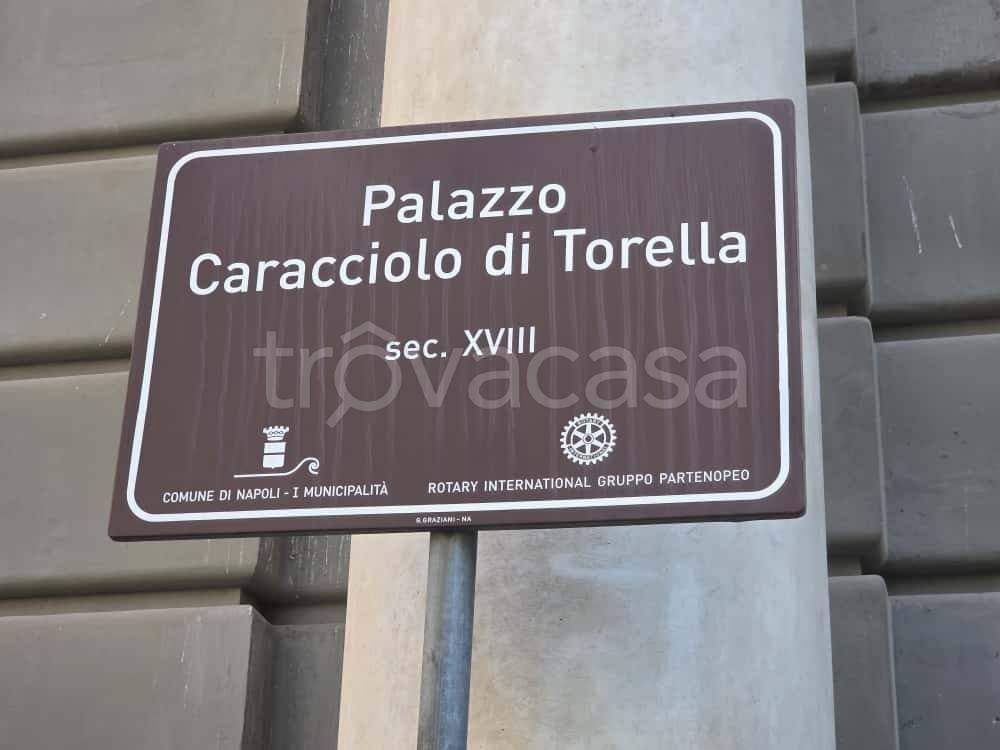 Palazzo
Caracciolo di Torella
sec. XVIII
trovacasa
COMUNE DI NAPOLI - I MUNICIPALITÀ
ROTARY INTERNATIONAL GRUPPO PARTENOPEO
G.GRAZIANI - NA